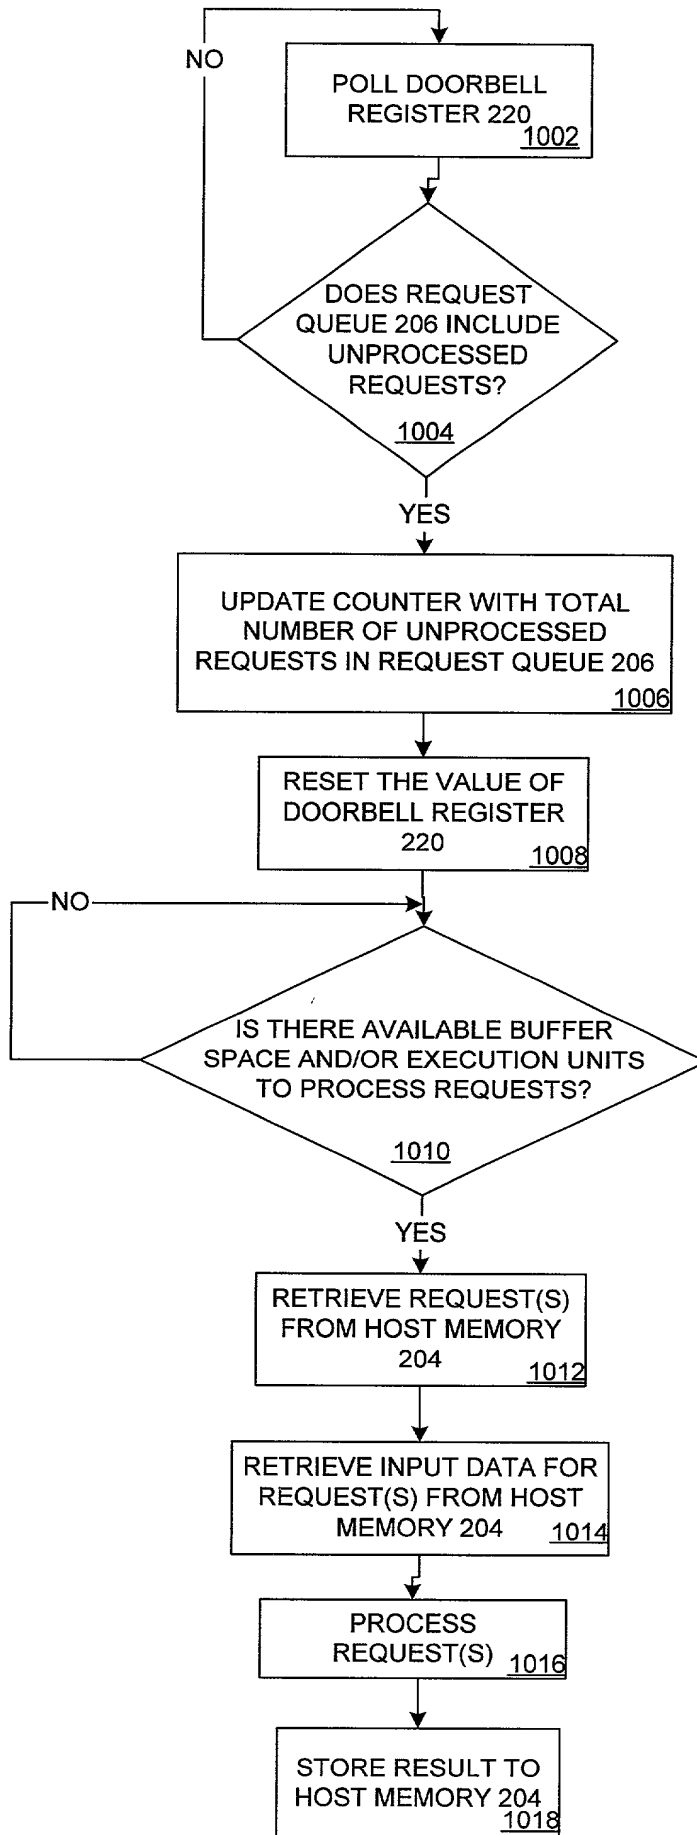 NO
POLL DOORBELL
REGISTER 220
1002
DOES REQUEST
QUEUE 206 INCLUDE
UNPROCESSED
REQUESTS?
1004
YES
UPDATE COUNTER WITH TOTAL
NUMBER OF UNPROCESSED
REQUESTS IN REQUEST QUEUE 206
1006
RESET THE VALUE OF
DOORBELL REGISTER
220
1008
NO
IS THERE AVAILABLE BUFFER
SPACE AND/OR EXECUTION UNITS
TO PROCESS REQUESTS?
1010
YES
RETRIEVE REQUEST(S)
FROM HOST MEMORY
204
1012
RETRIEVE INPUT DATA FOR
REQUEST(S) FROM HOST
MEMORY 204
1014
PROCESS
REQUEST(S)
1016
STORE RESULT TO
HOST MEMORY 204
1018